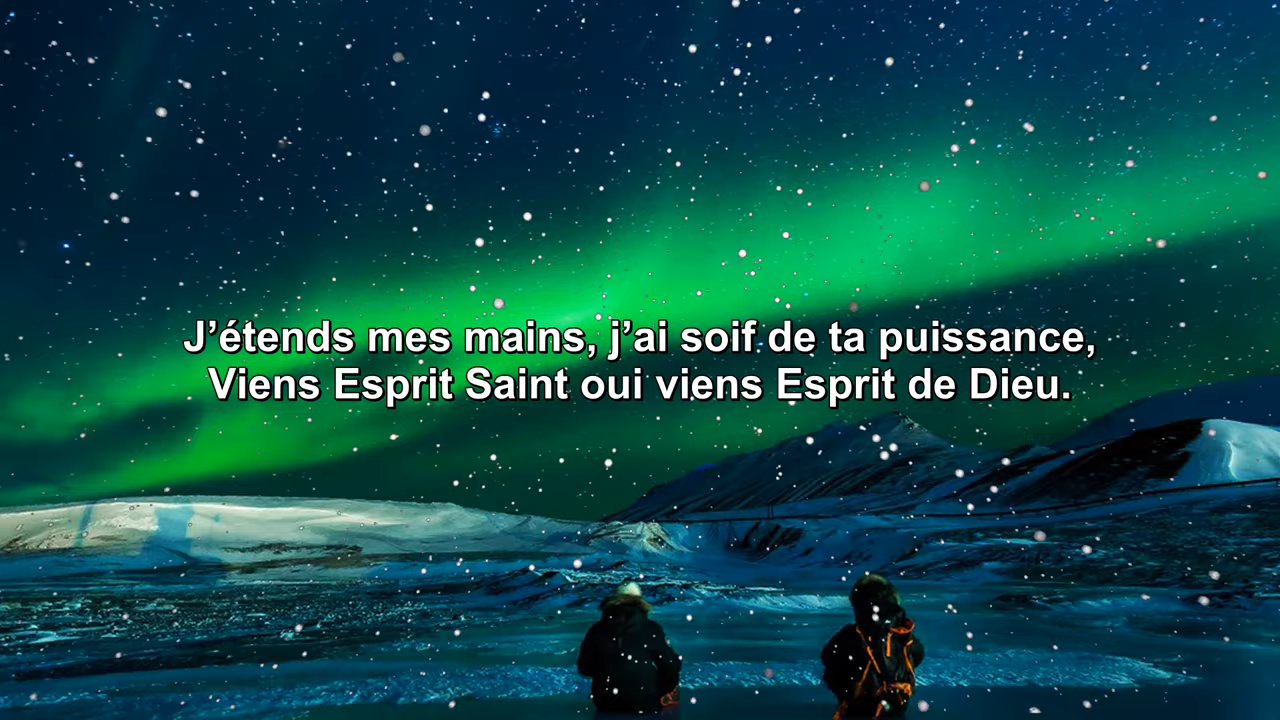 J’étends mes mains, j’ai soif de ta puissance,
Viens Esprit Saint oui viens Esprit de Dieu.